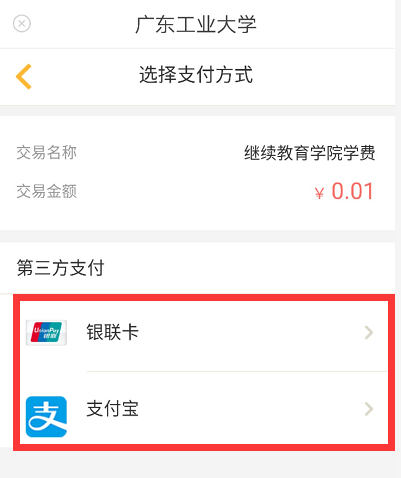 广东工业大学
选择支付方式
交易名称 继续教育学院学费
交易金额 ¥ 0.01
第三方支付
UnionPay
银联
银联卡
支
支付宝